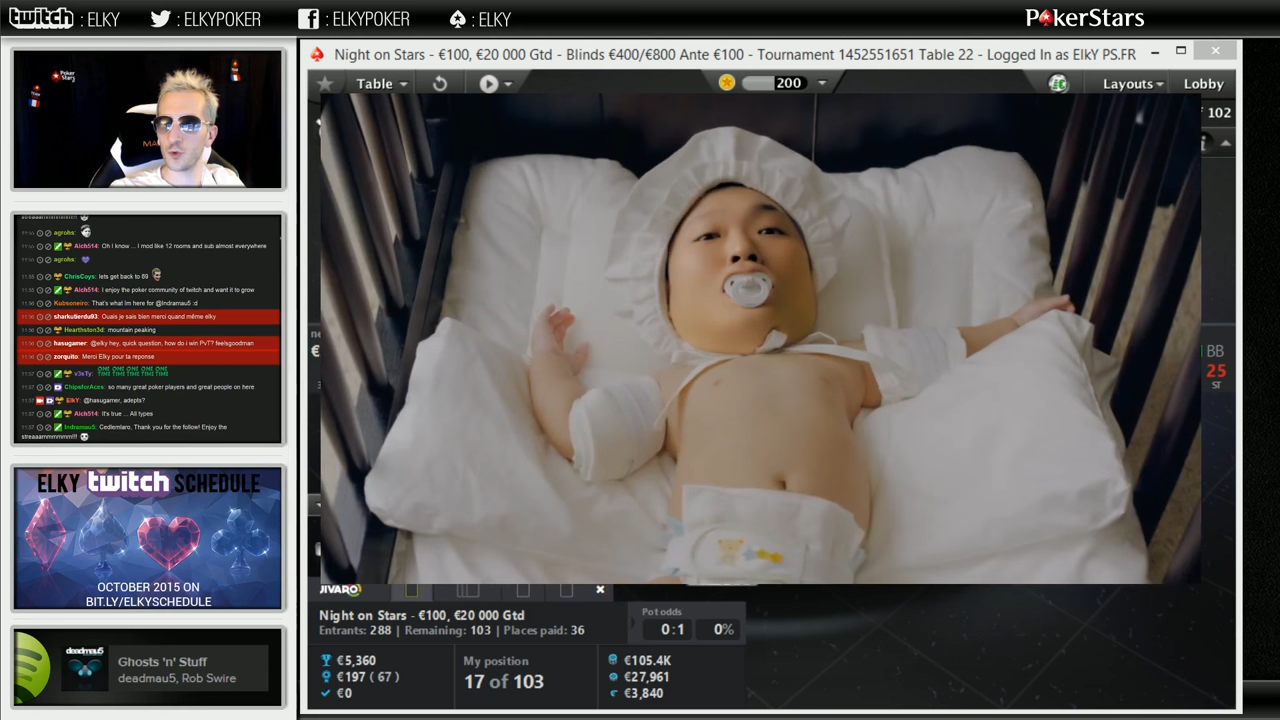 twitch : ELKY
: ELKYPOKER
: ELKYPOKER
: ELKY
POKERSTARS
Night on Stars - €100, €20 000 Gtd - Blinds €400/€800 Ante €100 - Tournament 1452551651 Table 22 - Logged In as ElkY PS.FR
Table
200
Layouts
Lobby
102
BB
25
ST
agrohs:
Aich514: Oh I know ... I mod like 12 rooms and sub almost everywhere
agrohs:
ChrisCoys: lets get back to 69
Aich514: I enjoy the poker community of twitch and want it to grow
Kubsoneiro: That's what Im here for @Indramau5 :d
sharkutierdu93: Ouais je sais bien merci quand même elky
Hearthston3d: mountain peaking
hasugamer: @elky hey, quick question, how do i win PvT? feelsgoodman
zorquito: Merci Elky pour ta reponse
v3sTy:
ChipsforAces: so many great poker players and great people on here
ElkY: @hasugamer, adepts?
Aich514: It's true ... All types
Indramau5: Cedlemlaro, Thank you for the follow! Enjoy the
streaaarnmmmmm!!!
ELKY twitch SCHEDULE
OCTOBER 2015 ON
BIT.LY/ELKYSCHEDULE
deadmau5
Ghosts 'n' Stuff
deadmau5, Rob Swire
JIVARO
Night on Stars - €100, €20 000 Gtd
Entrants: 288 | Remaining: 103 | Places paid: 36
Pot odds
0:1
0%
€5,360
€197 ( 67 )
€0
My position
17 of 103
€105.4K
€27,961
€3,840